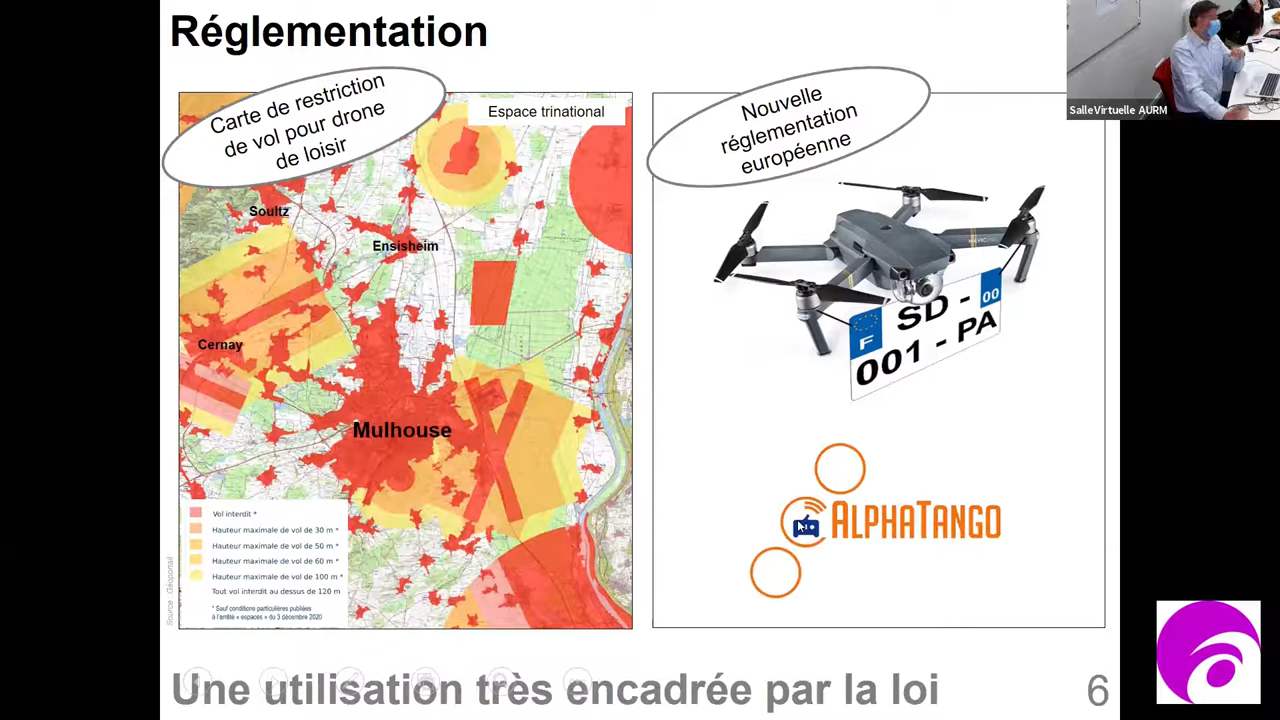 Réglementation
Carte de restriction
de vol pour drone
de loisir
Espace trinational
Soultz
Ensisheim
Cernay
Mulhouse
Vol interdit *
Hauteur maximale de vol de 30 m *
Hauteur maximale de vol de 50 m *
Hauteur maximale de vol de 60 m *
Hauteur maximale de vol de 100 m *
Tout vol interdit au dessus de 120 m
* Sauf conditions particulières publiées
à l'arrêté « espaces » du 3 décembre 2020
Source : Géoportail
Nouvelle
réglementation
européenne
MAVIC
F
SD -
00
001 - PA
ALPHATANGO
Une utilisation très encadrée par la loi
6
SalleVirtuelle AURM